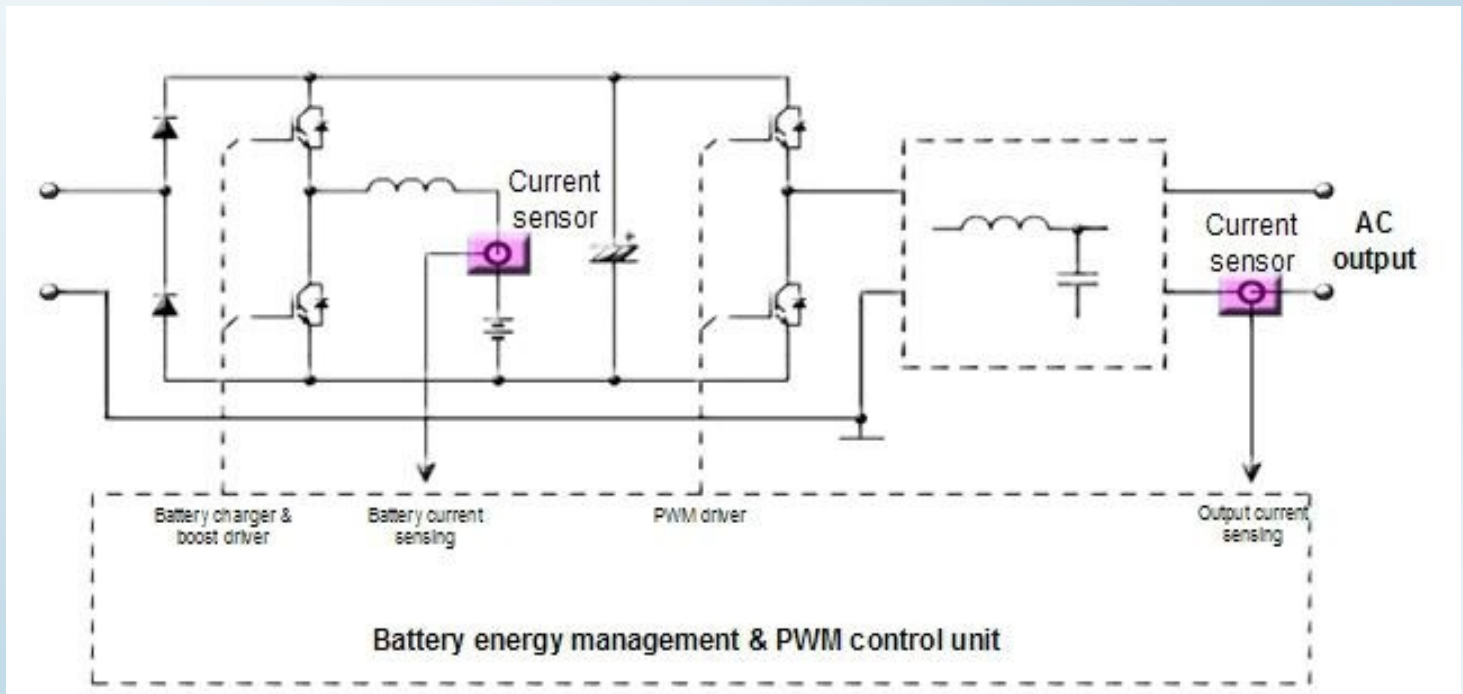 Current
sensor
Current
sensor
AC
output
Battery charger &
boost driver
Battery current
sensing
PWM driver
Output current
sensing
Battery energy management & PWM control unit